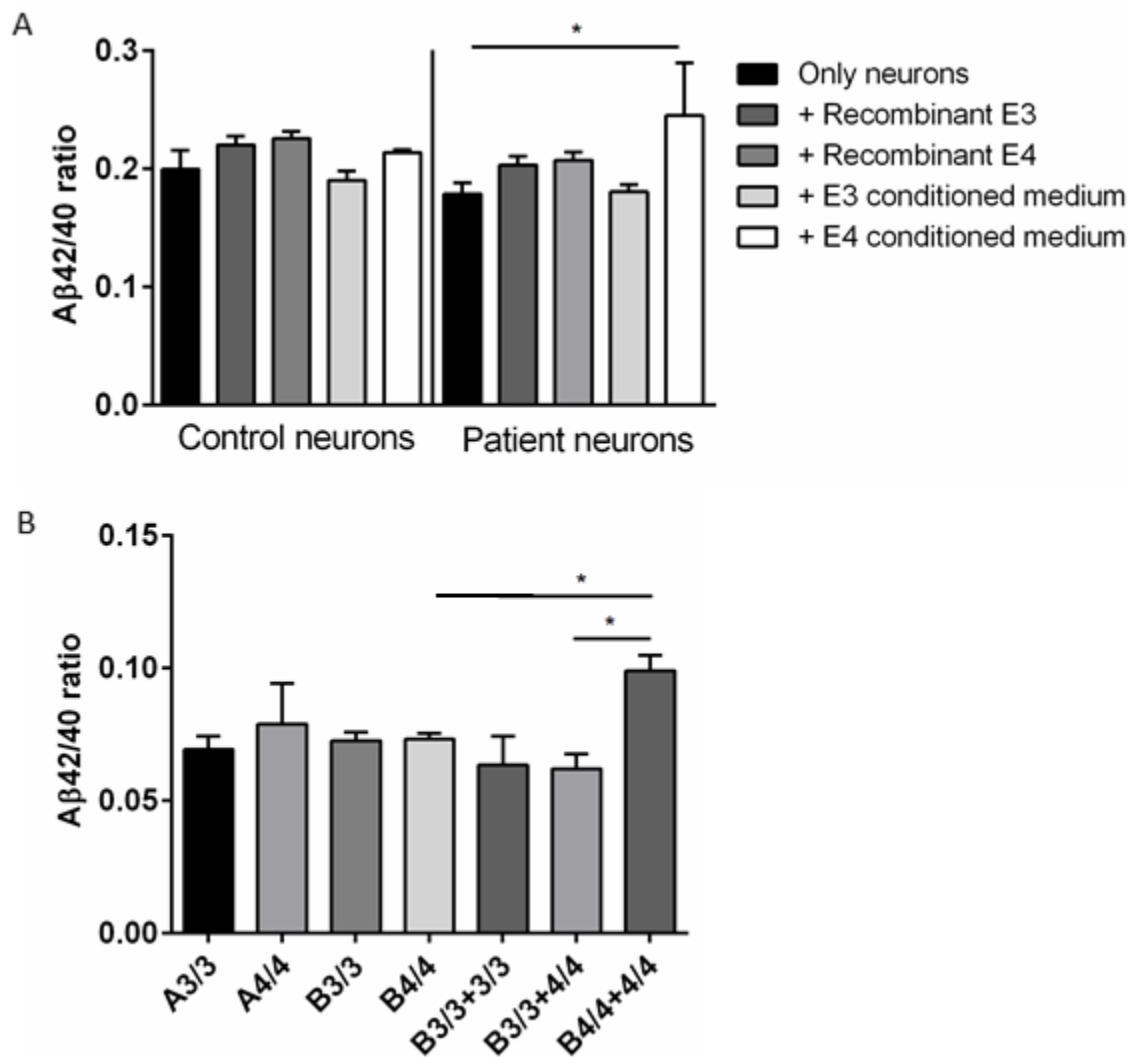 A
*
0.3
0.2
0.1
0.0
Aβ42/40 ratio
Control neurons
Patient neurons
Only neurons
+ Recombinant E3
+ Recombinant E4
+ E3 conditioned medium
+ E4 conditioned medium
B
0.15
0.10
0.05
0.00
Aβ42/40 ratio
*
*
A3/3
A4/4
B3/3
B4/4
B3/3+3/3
B3/3+4/4
B4/4+4/4